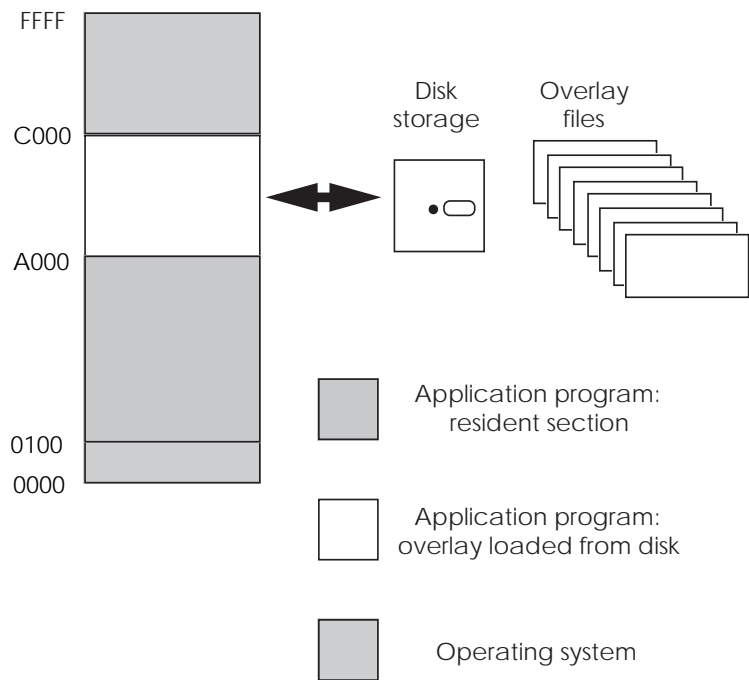 FFFF
C000
A000
0100
0000
Disk
storage
Overlay
files
Application program:
resident section
Application program:
overlay loaded from disk
Operating system